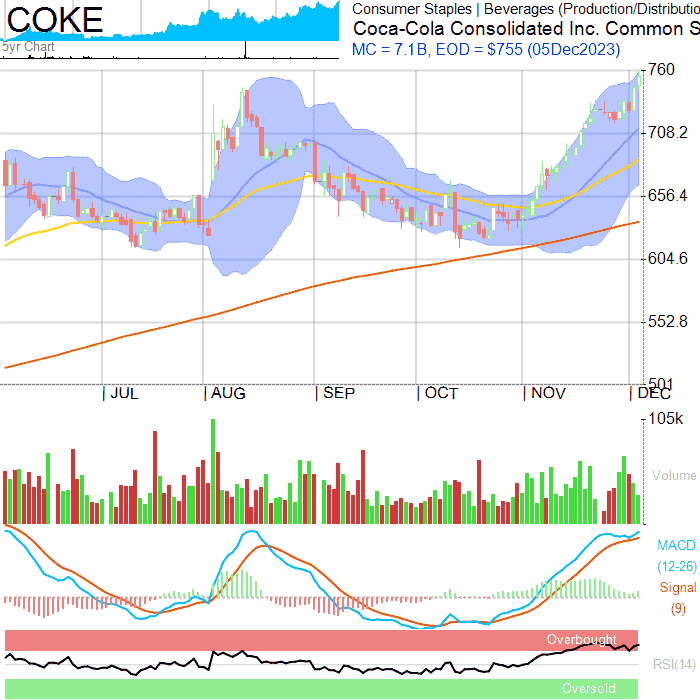 COKE
5yr Chart
Consumer Staples | Beverages (Production/Distributio
Coca-Cola Consolidated Inc. Common S
MC = 7.1B, EOD = $755 (05Dec2023)
760
708.2
656.4
604.6
552.8
501
JUL AUG SEP OCT NOV DEC
105k
Volume
MACD
(12-26)
Signal
(9)
Overbought
RSI(14)
Oversold